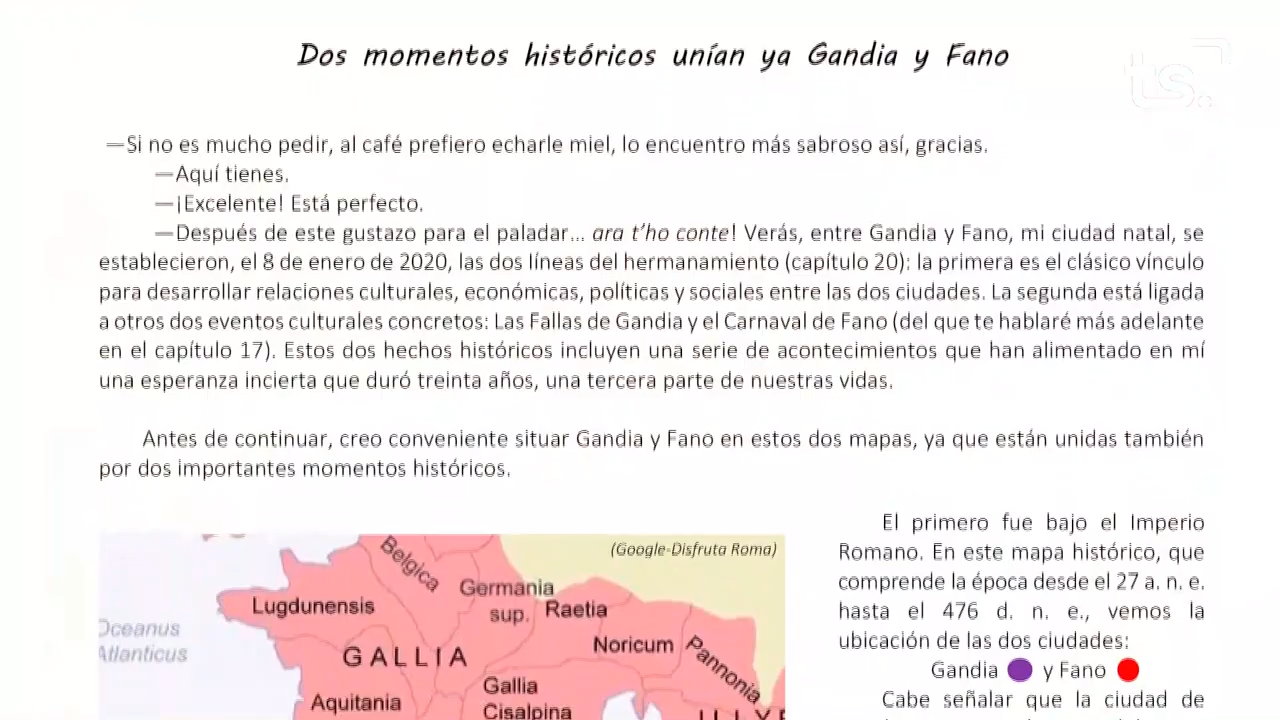 Dos momentos históricos unían ya Gandia y Fano
ts.
—Si no es mucho pedir, al café prefiero echarle miel, lo encuentro más sabroso así, gracias.
—Aquí tienes.
—¡Excelente! Está perfecto.
—Después de este gustazo para el paladar... ara t'ho conte! Verás, entre Gandia y Fano, mi ciudad natal, se
establecieron, el 8 de enero de 2020, las dos líneas del hermanamiento (capítulo 20): la primera es el clásico vínculo
para desarrollar relaciones culturales, económicas, políticas y sociales entre las dos ciudades. La segunda está ligada
a otros dos eventos culturales concretos: Las Fallas de Gandia y el Carnaval de Fano (del que te hablaré más adelante
en el capítulo 17). Estos dos hechos históricos incluyen una serie de acontecimientos que han alimentado en mí
una esperanza incierta que duró treinta años, una tercera parte de nuestras vidas.
Antes de continuar, creo conveniente situar Gandia y Fano en estos dos mapas, ya que están unidas también
por dos importantes momentos históricos.
(Google-Disfruta Roma)
Belgica
Germania
sup.
Lugdunensis
Raetia
Oceanus
Atlanticus
Noricum
Pannonia
GALLIA
Gallia
Cisalpina
Aquitania
El primero fue bajo el Imperio
Romano. En este mapa histórico, que
comprende la época desde el 27 a. n. e.
hasta el 476 d. n. e., vemos la
ubicación de las dos ciudades:
Gandia y Fano
Cabe señalar que la ciudad de